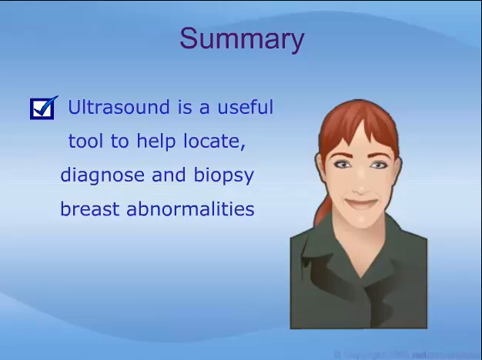 Summary
Ultrasound is a useful
tool to help locate,
diagnose and biopsy
breast abnormalities